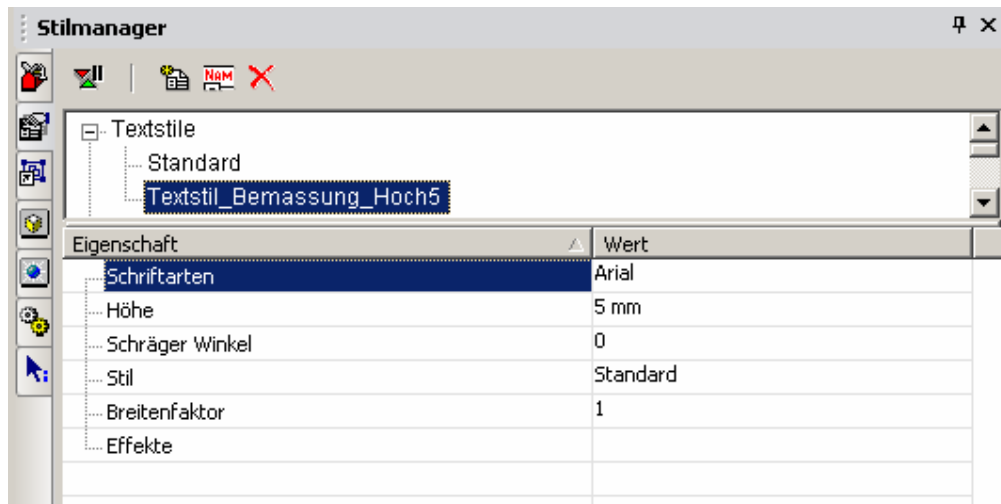 Stilmanager
NAM
Textstile
Standard
Textstil_Bemassung_Hoch5
Eigenschaft Wert
Schriftarten Arial
Höhe 5 mm
Schräger Winkel 0
Stil Standard
Breitenfaktor 1
Effekte